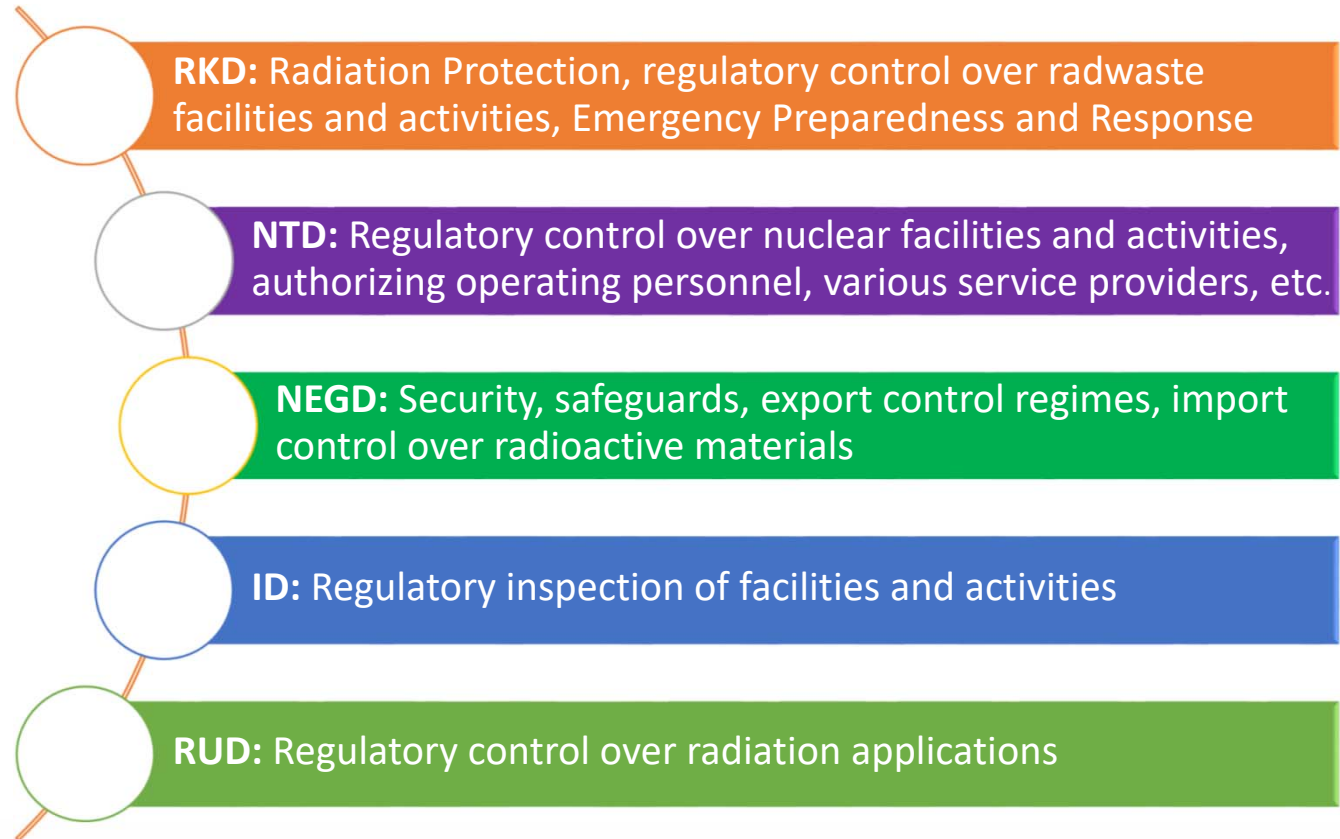 RKD: Radiation Protection, regulatory control over radwaste
facilities and activities, Emergency Preparedness and Response
NTD: Regulatory control over nuclear facilities and activities,
authorizing operating personnel, various service providers, etc.
NEGD: Security, safeguards, export control regimes, import
control over radioactive materials
ID: Regulatory inspection of facilities and activities
RUD: Regulatory control over radiation applications